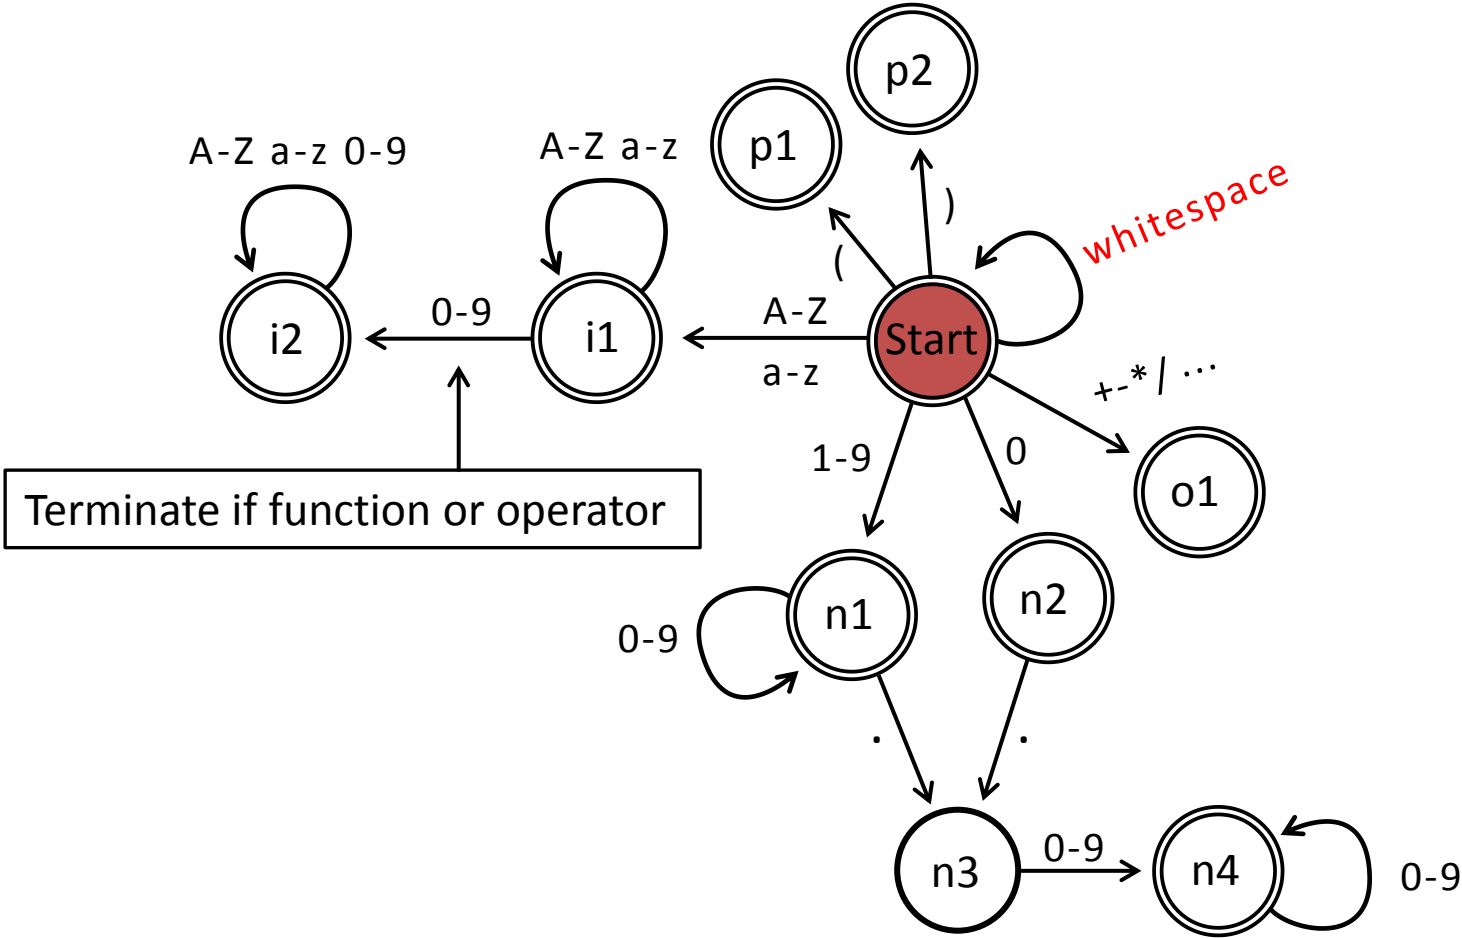 p2
p1
A-Z a-z 0-9
A-Z a-z
)
whitespace
(
A-Z
0-9
i2
i1
Start
a-z
+-*/ ...
1-9
0
o1
Terminate if function or operator
n1
n2
0-9
.
.
n3
0-9
n4
0-9